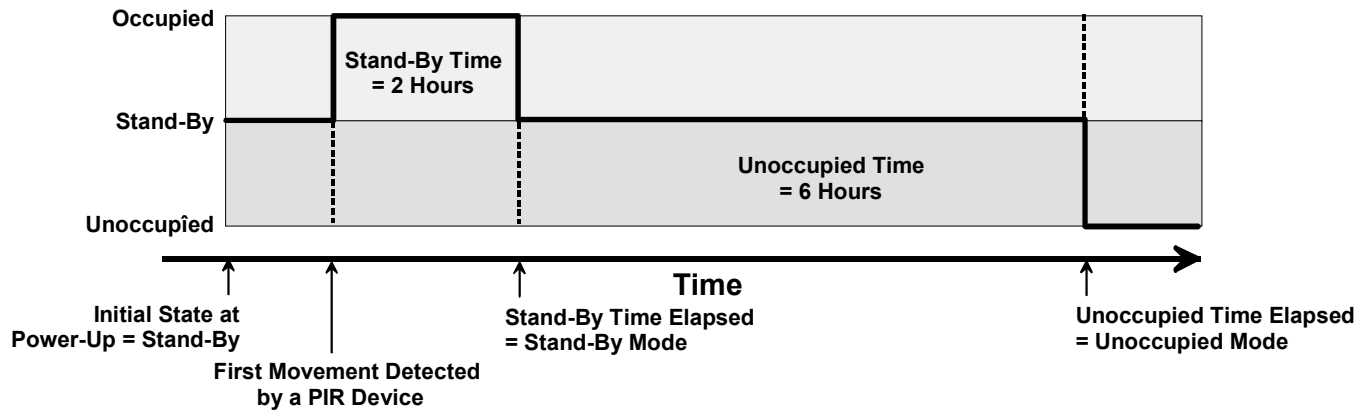 Occupied
Stand-By Time
= 2 Hours
Stand-By
Unoccupied Time
= 6 Hours
Unoccupîed
Time
Initial State at
Power-Up = Stand-By
First Movement Detected
by a PIR Device
Stand-By Time Elapsed
= Stand-By Mode
Unoccupied Time Elapsed
= Unoccupied Mode